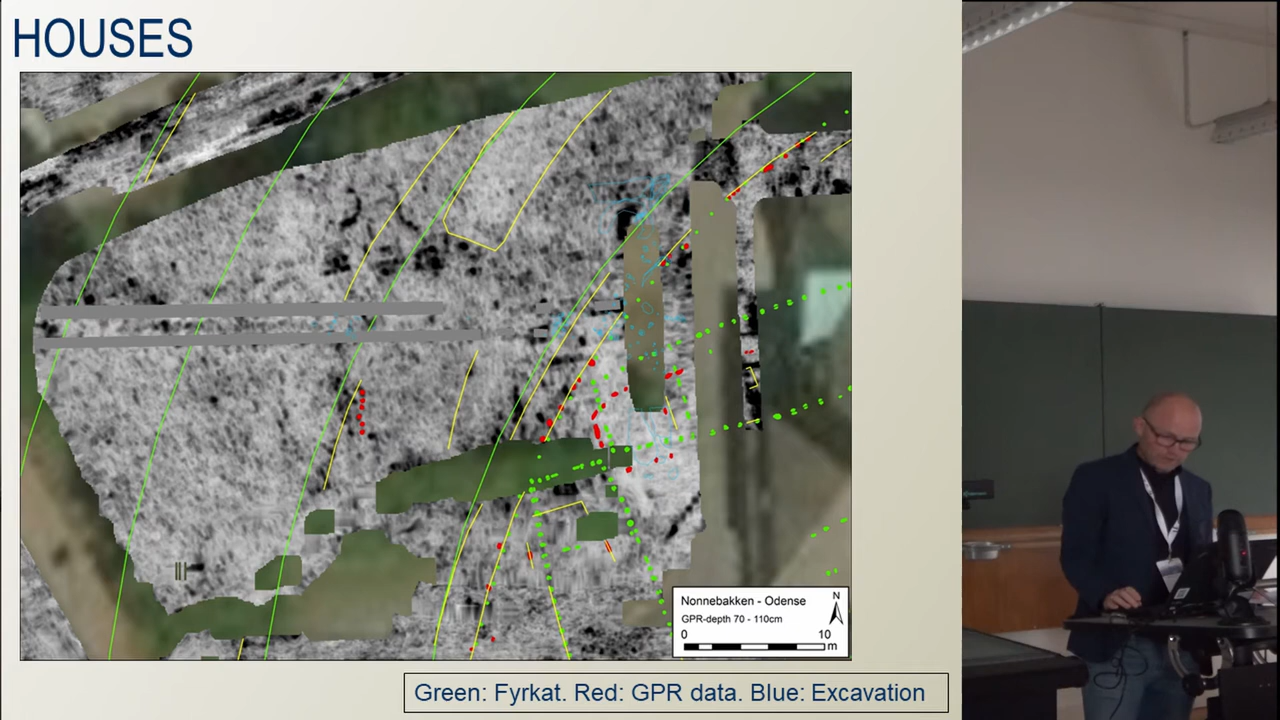 HOUSES
Nonnebakken - Odense
GPR-depth 70 - 110cm
N
0
10
m
Green: Fyrkat. Red: GPR data. Blue: Excavation